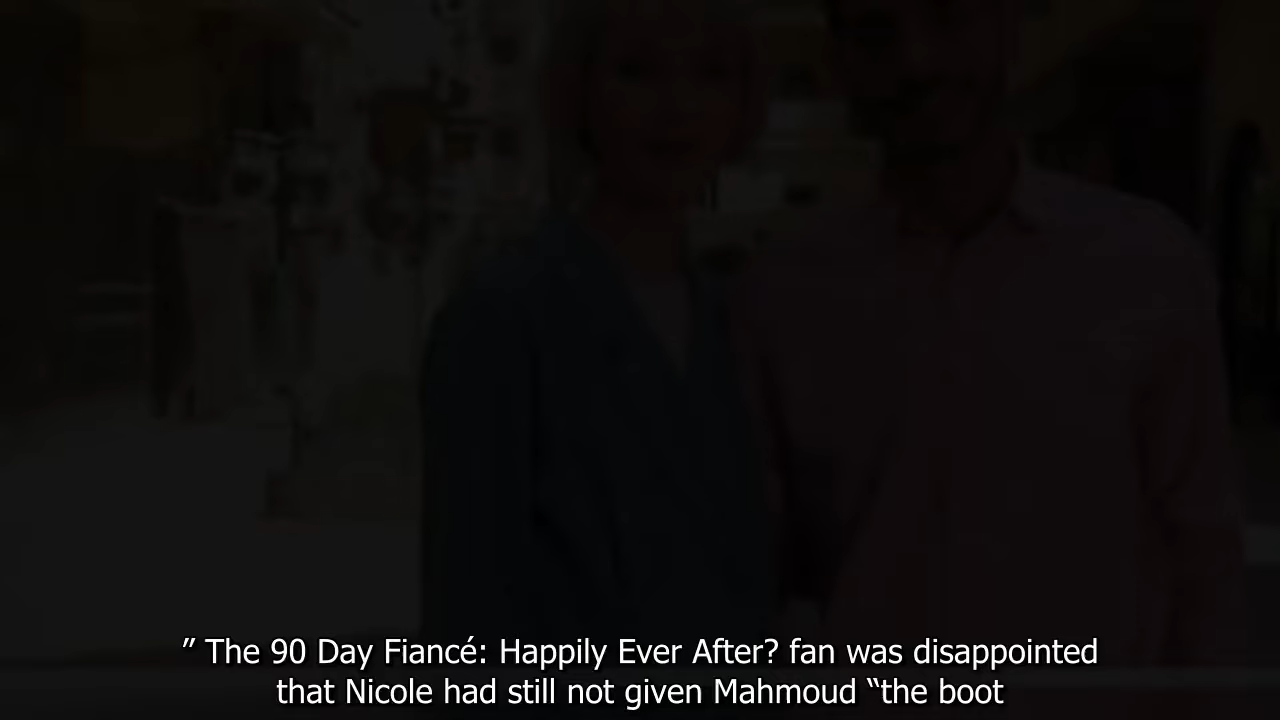 ” The 90 Day Fiancé: Happily Ever After? fan was disappointed
that Nicole had still not given Mahmoud “the boot